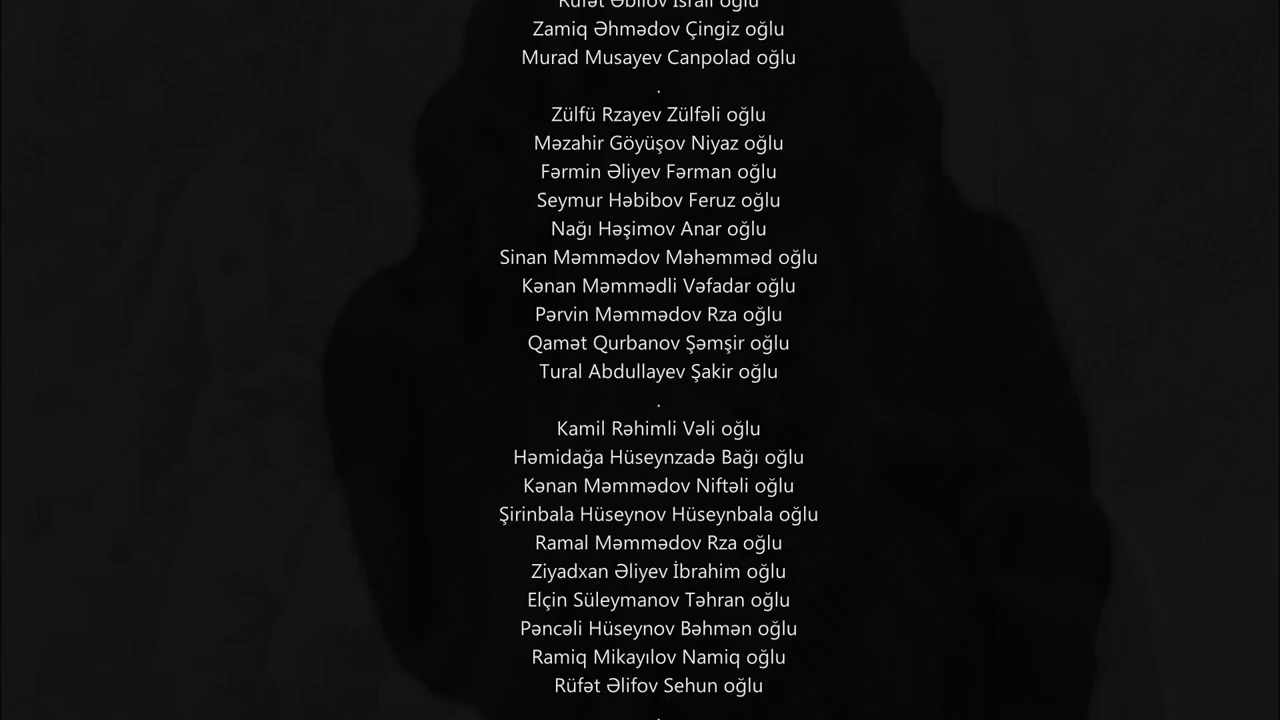 Rüfət Əbilov İsrail oğlu
Zamiq Əhmədov Çingiz oğlu
Murad Musayev Canpolad oğlu
.
Zülfü Rzayev Zülfəli oğlu
Məzahir Göyüşov Niyaz oğlu
Fərmin Əliyev Fərman oğlu
Seymur Həbibov Feruz oğlu
Nağı Həşimov Anar oğlu
Sinan Məmmədov Məhəmməd oğlu
Kənan Məmmədli Vəfadar oğlu
Pərvin Məmmədov Rza oğlu
Qamət Qurbanov Şəmşir oğlu
Tural Abdullayev Şakir oğlu
.
Kamil Rəhimli Vəli oğlu
Həmidağa Hüseynzadə Bağı oğlu
Kənan Məmmədov Niftəli oğlu
Şirinbala Hüseynov Hüseynbala oğlu
Ramal Məmmədov Rza oğlu
Ziyadxan Əliyev İbrahim oğlu
Elçin Süleymanov Təhran oğlu
Pəncəli Hüseynov Bəhmən oğlu
Ramiq Mikayılov Namiq oğlu
Rüfət Əlifov Sehun oğlu
.